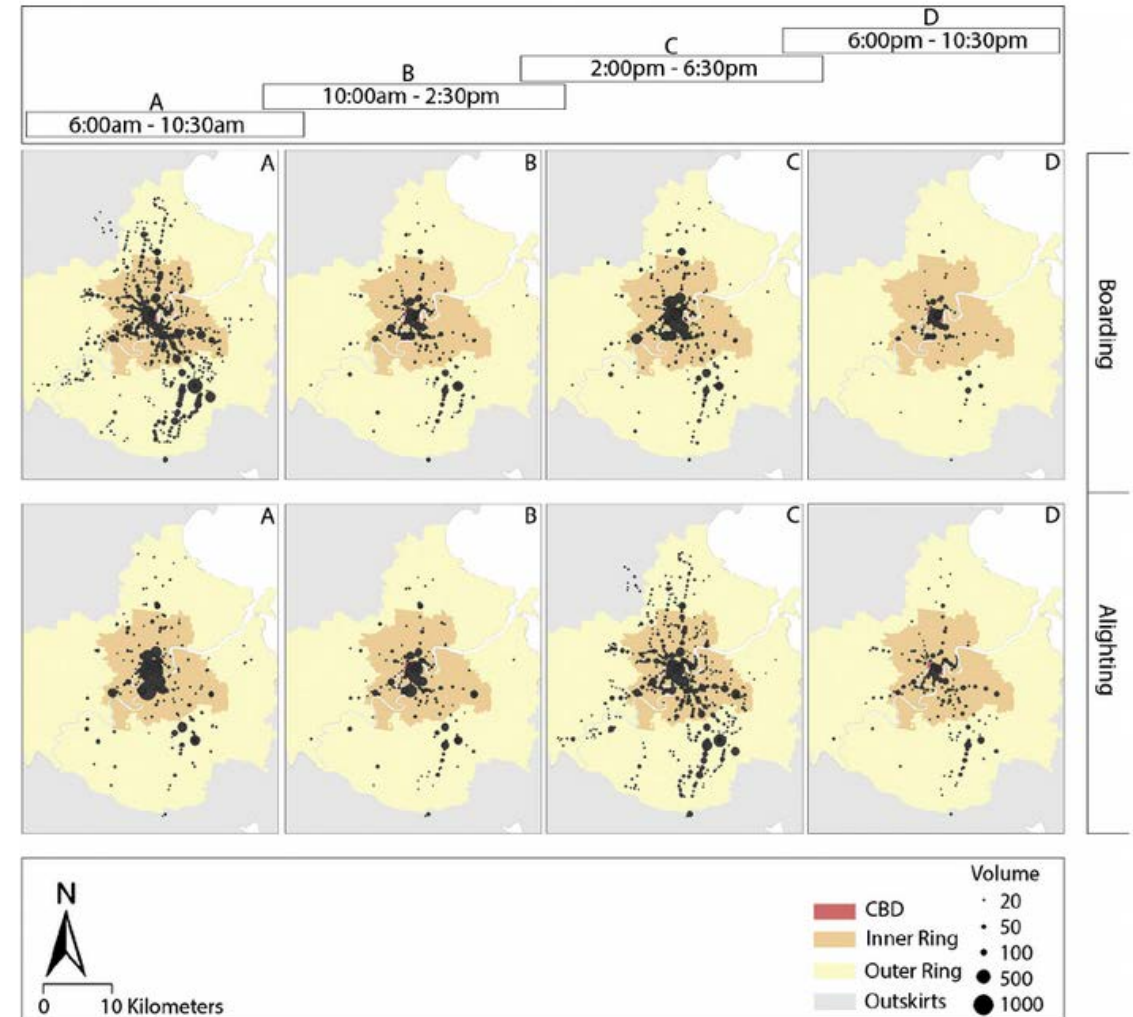 D
6:00pm - 10:30pm
C
2:00pm - 6:30pm
B
10:00am - 2:30pm
A
6:00am - 10:30am
A
B
C
D
Boarding
A
B
C
D
Alighting
N
0 10 Kilometers
CBD
Inner Ring
Outer Ring
Outskirts
Volume
20
50
100
500
1000